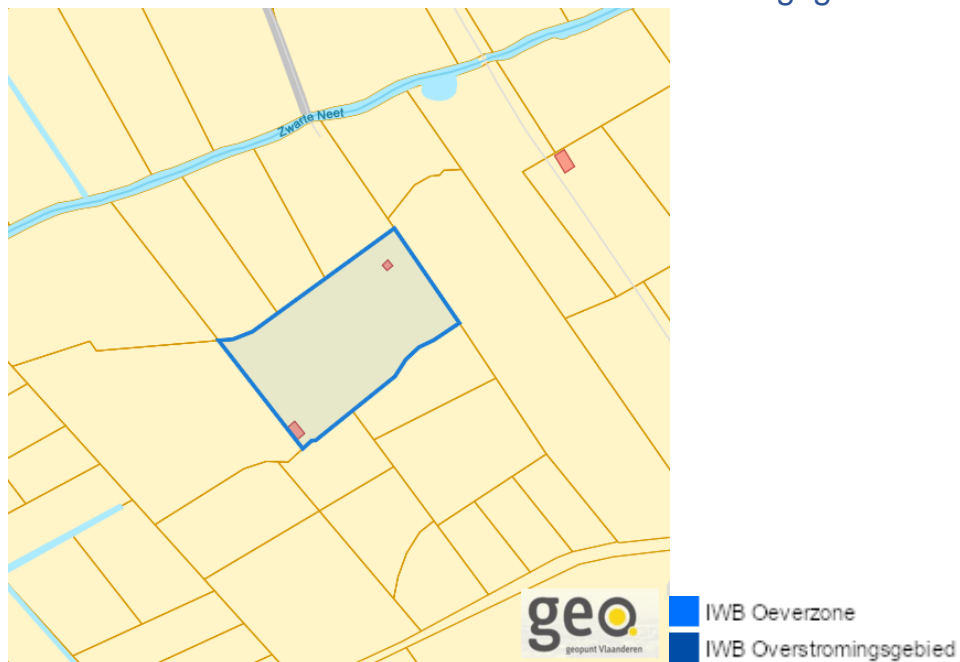 Zwarte Neet
geo.
geopunt Vlaanderen
IWB Oeverzone
IWB Overstromingsgebied